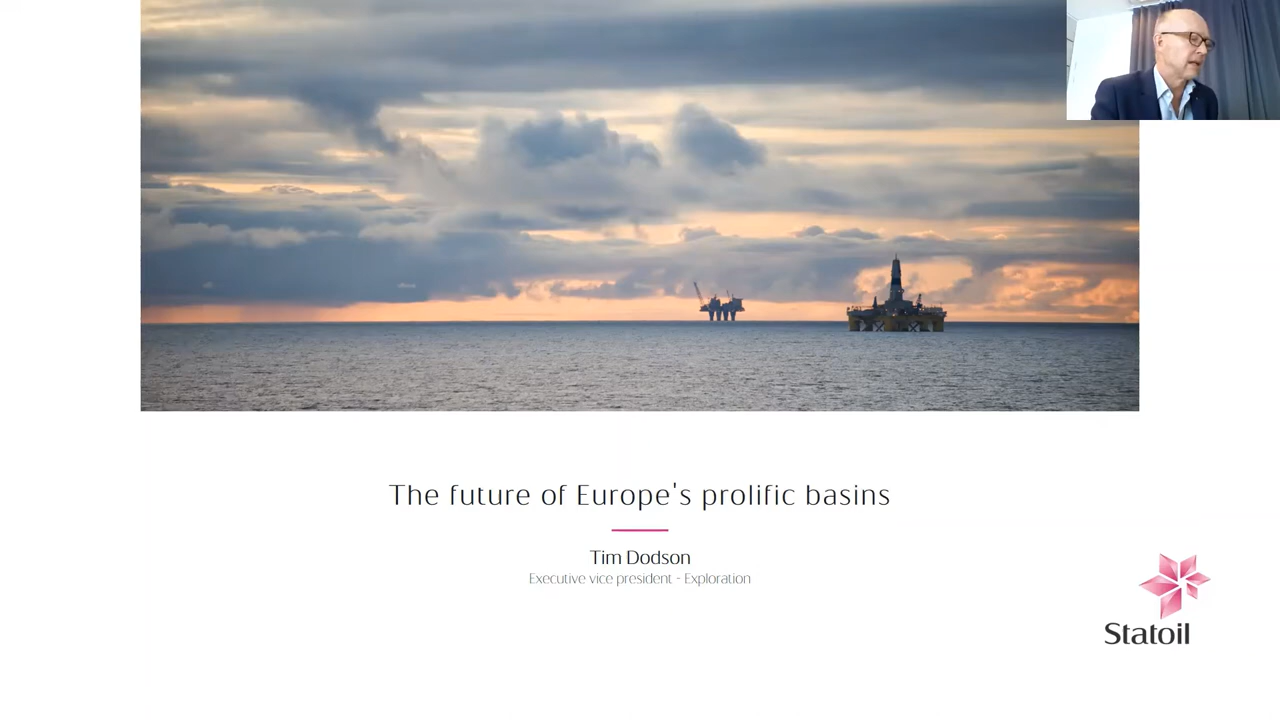 The future of Europe's prolific basins
Tim Dodson
Executive vice president - Exploration
Statoil